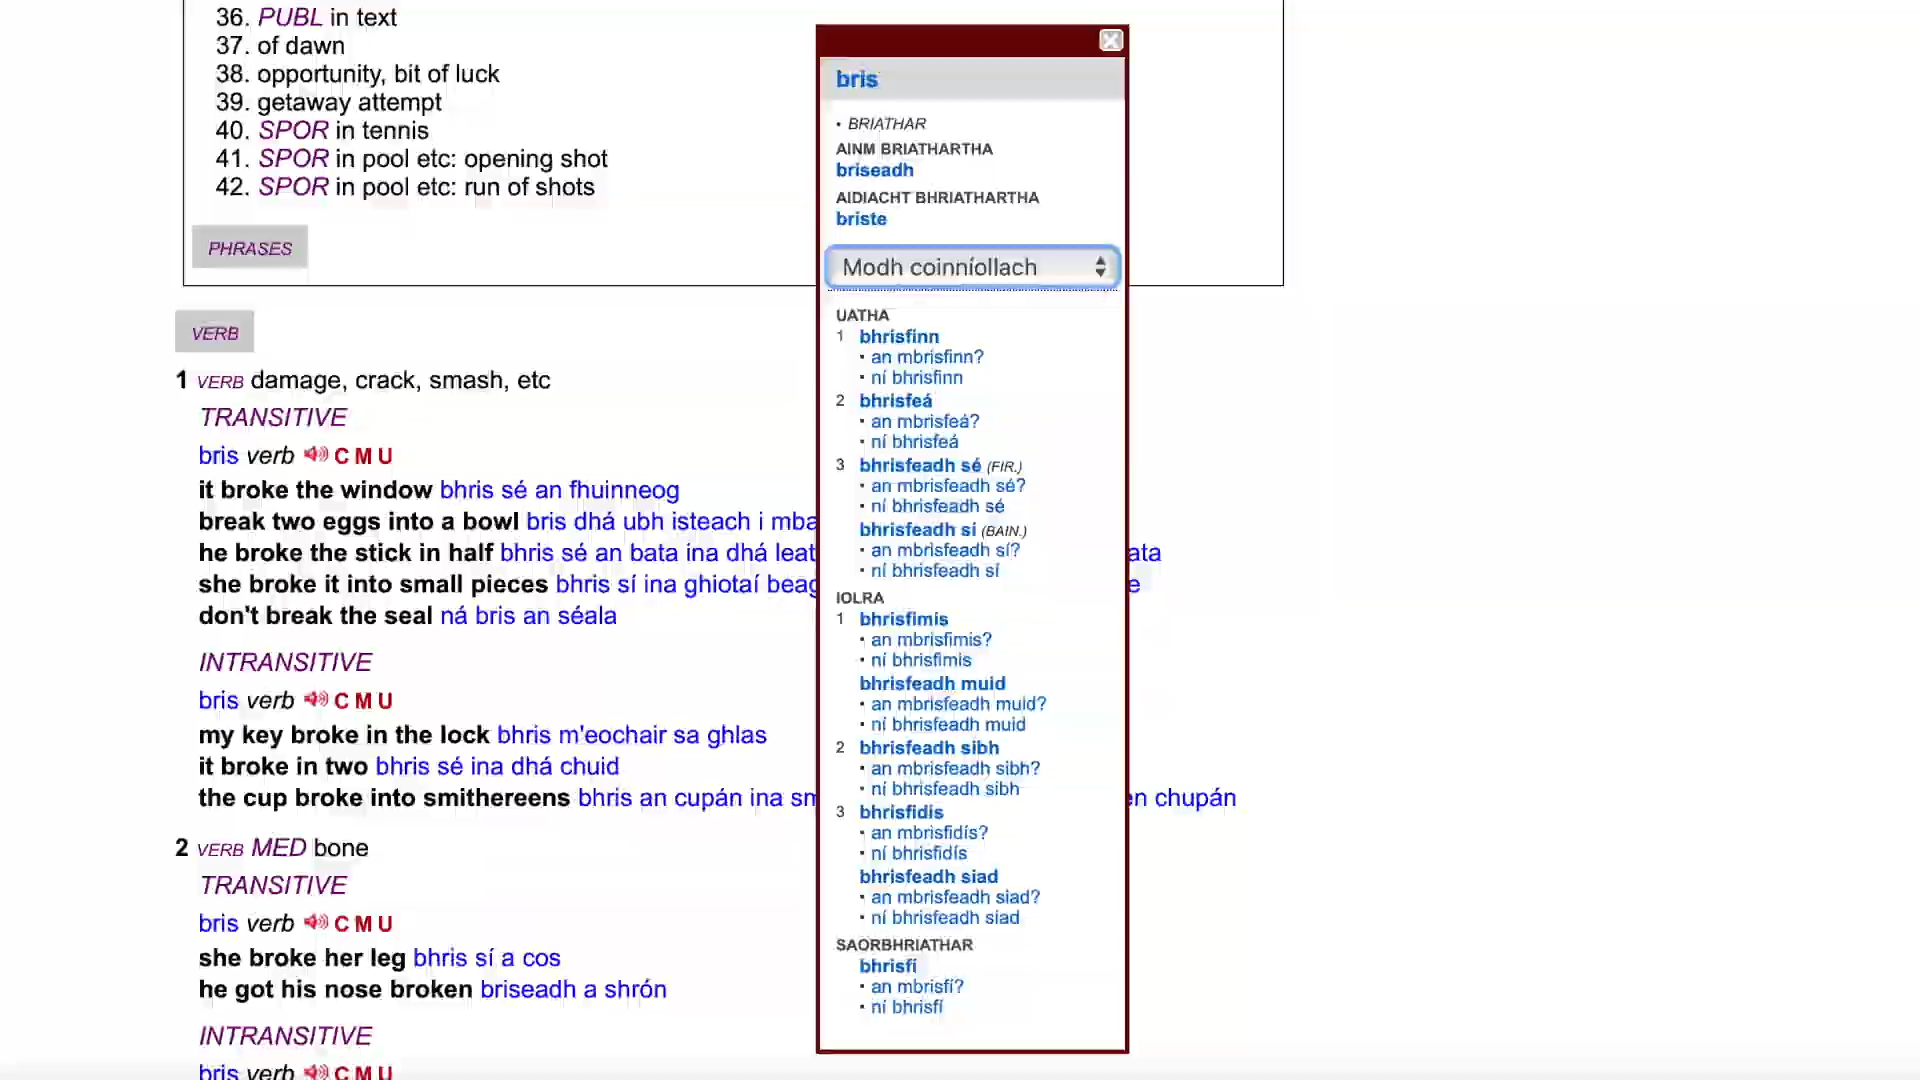 36. PUBL in text
37. of dawn
38. opportunity, bit of luck
39. getaway attempt
40. SPOR in tennis
41. SPOR in pool etc: opening shot
42. SPOR in pool etc: run of shots
PHRASES
VERB
1 VERB damage, crack, smash, etc
TRANSITIVE
bris verb C M U
it broke the window bhris sé an fhuinneog
break two eggs into a bowl bris dhá ubh isteach i mba
he broke the stick in half bhris sé an bata ina dhá leat ata
she broke it into small pieces bhris sí ina ghiotaí beag e
don't break the seal ná bris an séala
INTRANSITIVE
bris verb C M U
my key broke in the lock bhris m'eochair sa ghlas
it broke in two bhris sé ina dhá chuid
the cup broke into smithereens bhris an cupán ina sm en chupán
2 VERB MED bone
TRANSITIVE
bris verb C M U
she broke her leg bhris sí a cos
he got his nose broken briseadh a shrón
INTRANSITIVE
bris verb C M U
bris
• BRIATHAR
AINM BRIATHARTHA
briseadh
AIDIACHT BHRIATHARTHA
briste
Modh coinníollach
UATHA
1 bhrisfinn
• an mbrisfinn?
• ní bhrisfinn
2 bhrisfeá
• an mbrisfeá?
• ní bhrisfeá
3 bhrisfeadh sé (FIR.)
• an mbrisfeadh sé?
• ní bhrisfeadh sé
bhrisfeadh sí (BAIN.)
• an mbrisfeadh sí?
• ní bhrisfeadh sí
IOLRA
1 bhrisfimis
• an mbrisfimis?
• ní bhrisfimis
bhrisfeadh muid
• an mbrisfeadh muid?
• ní bhrisfeadh muid
2 bhrisfeadh sibh
• an mbrisfeadh sibh?
• ní bhrisfeadh sibh
3 bhrisfidís
• an mbrisfidís?
• ní bhrisfidís
bhrisfeadh siad
• an mbrisfeadh siad?
• ní bhrisfeadh siad
SAORBHRIATHAR
bhrisfí
• an mbrisfí?
• ní bhrisfí